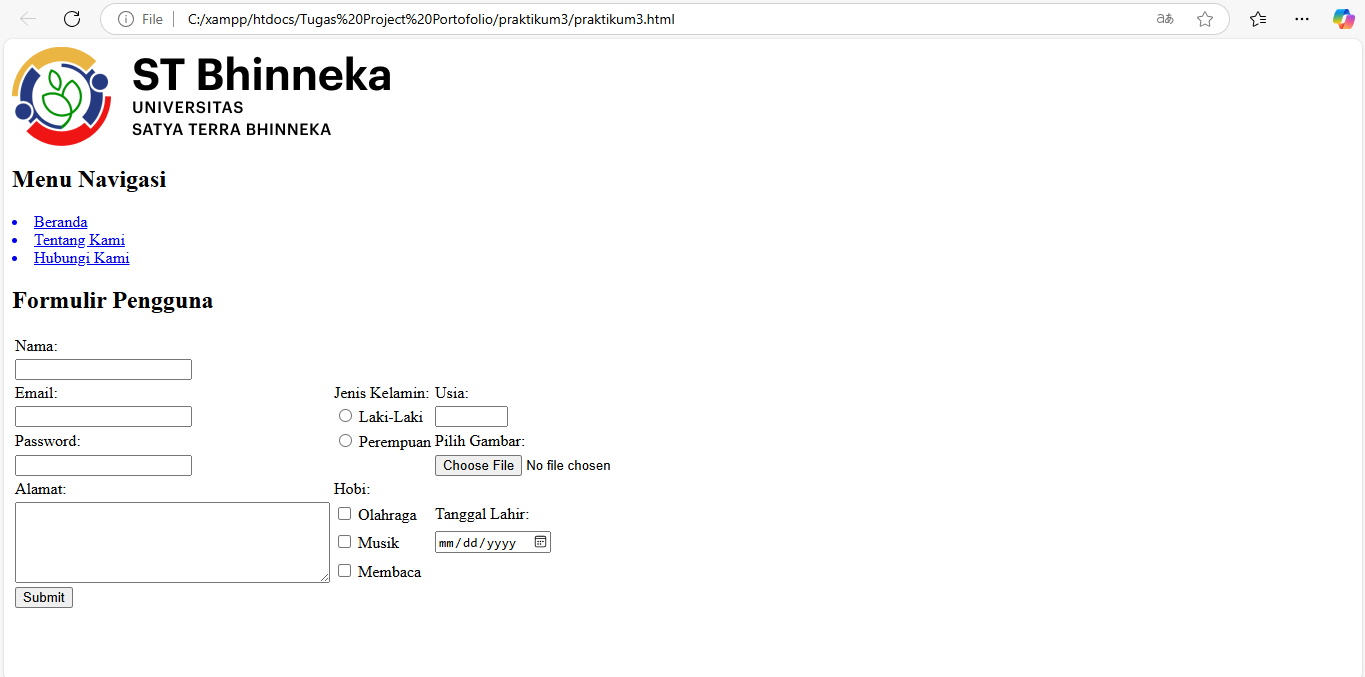 File
C:/xampp/htdocs/Tugas%20Project%20Portofolio/praktikum3/praktikum3.html
aあ
ST Bhinneka
UNIVERSITAS
SATYA TERRA BHINNEKA
Menu Navigasi
Beranda
Tentang Kami
Hubungi Kami
Formulir Pengguna
Nama:
Email: Jenis Kelamin: Usia:
Laki-Laki
Password: Perempuan Pilih Gambar:
Choose File No file chosen
Alamat: Hobi:
Olahraga Tanggal Lahir:
Musik mm/dd/yyyy
Membaca
Submit